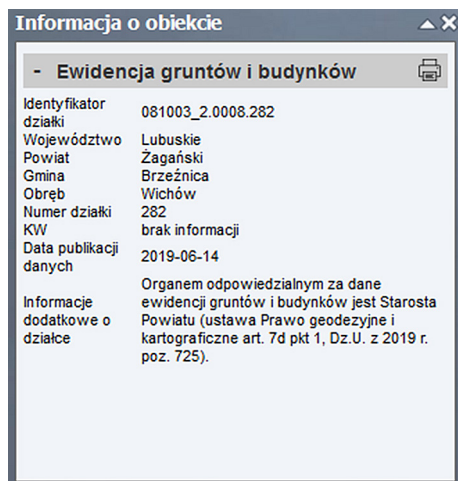 Informacja o obiekcie
- Ewidencja gruntów i budynków
Identyfikator działki 081003_2.0008.282
Województwo Lubuskie
Powiat Żagański
Gmina Brzeźnica
Obręb Wichów
Numer działki 282
KW brak informacji
Data publikacji danych 2019-06-14
Informacje dodatkowe o działce
Organem odpowiedzialnym za dane
ewidencji gruntów i budynków jest Starosta
Powiatu (ustawa Prawo geodezyjne i
kartograficzne art. 7d pkt 1, Dz.U. z 2019 r.
poz. 725).